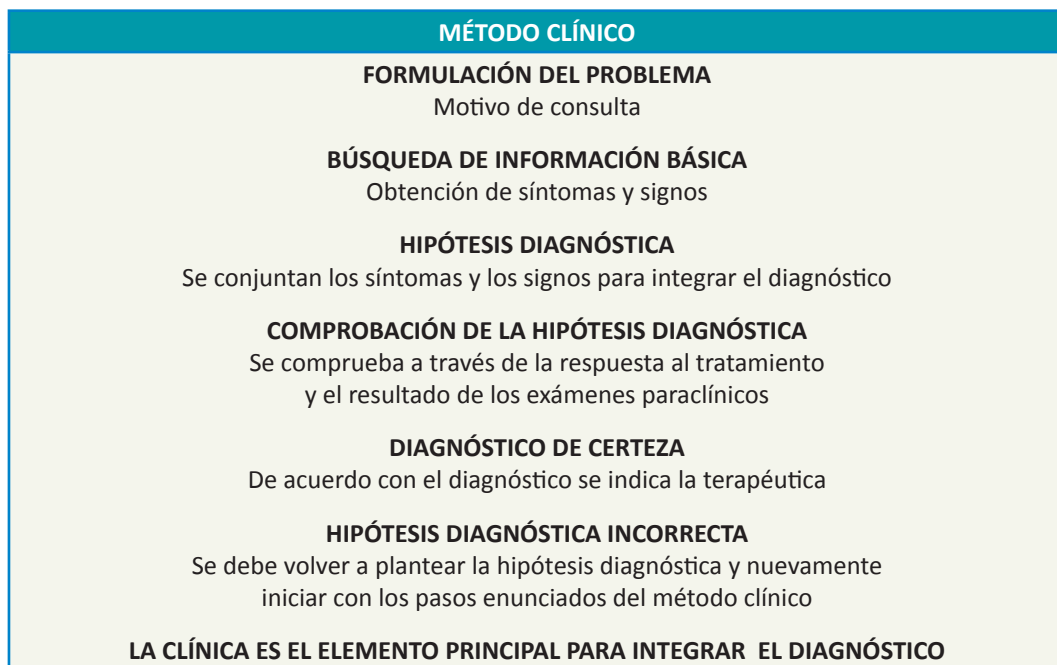 MÉTODO CLÍNICO
FORMULACIÓN DEL PROBLEMA
Motivo de consulta
BÚSQUEDA DE INFORMACIÓN BÁSICA
Obtención de síntomas y signos
HIPÓTESIS DIAGNÓSTICA
Se conjuntan los síntomas y los signos para integrar el diagnóstico
COMPROBACIÓN DE LA HIPÓTESIS DIAGNÓSTICA
Se comprueba a través de la respuesta al tratamiento
y el resultado de los exámenes paraclínicos
DIAGNÓSTICO DE CERTEZA
De acuerdo con el diagnóstico se indica la terapéutica
HIPÓTESIS DIAGNÓSTICA INCORRECTA
Se debe volver a plantear la hipótesis diagnóstica y nuevamente
iniciar con los pasos enunciados del método clínico
LA CLÍNICA ES EL ELEMENTO PRINCIPAL PARA INTEGRAR EL DIAGNÓSTICO